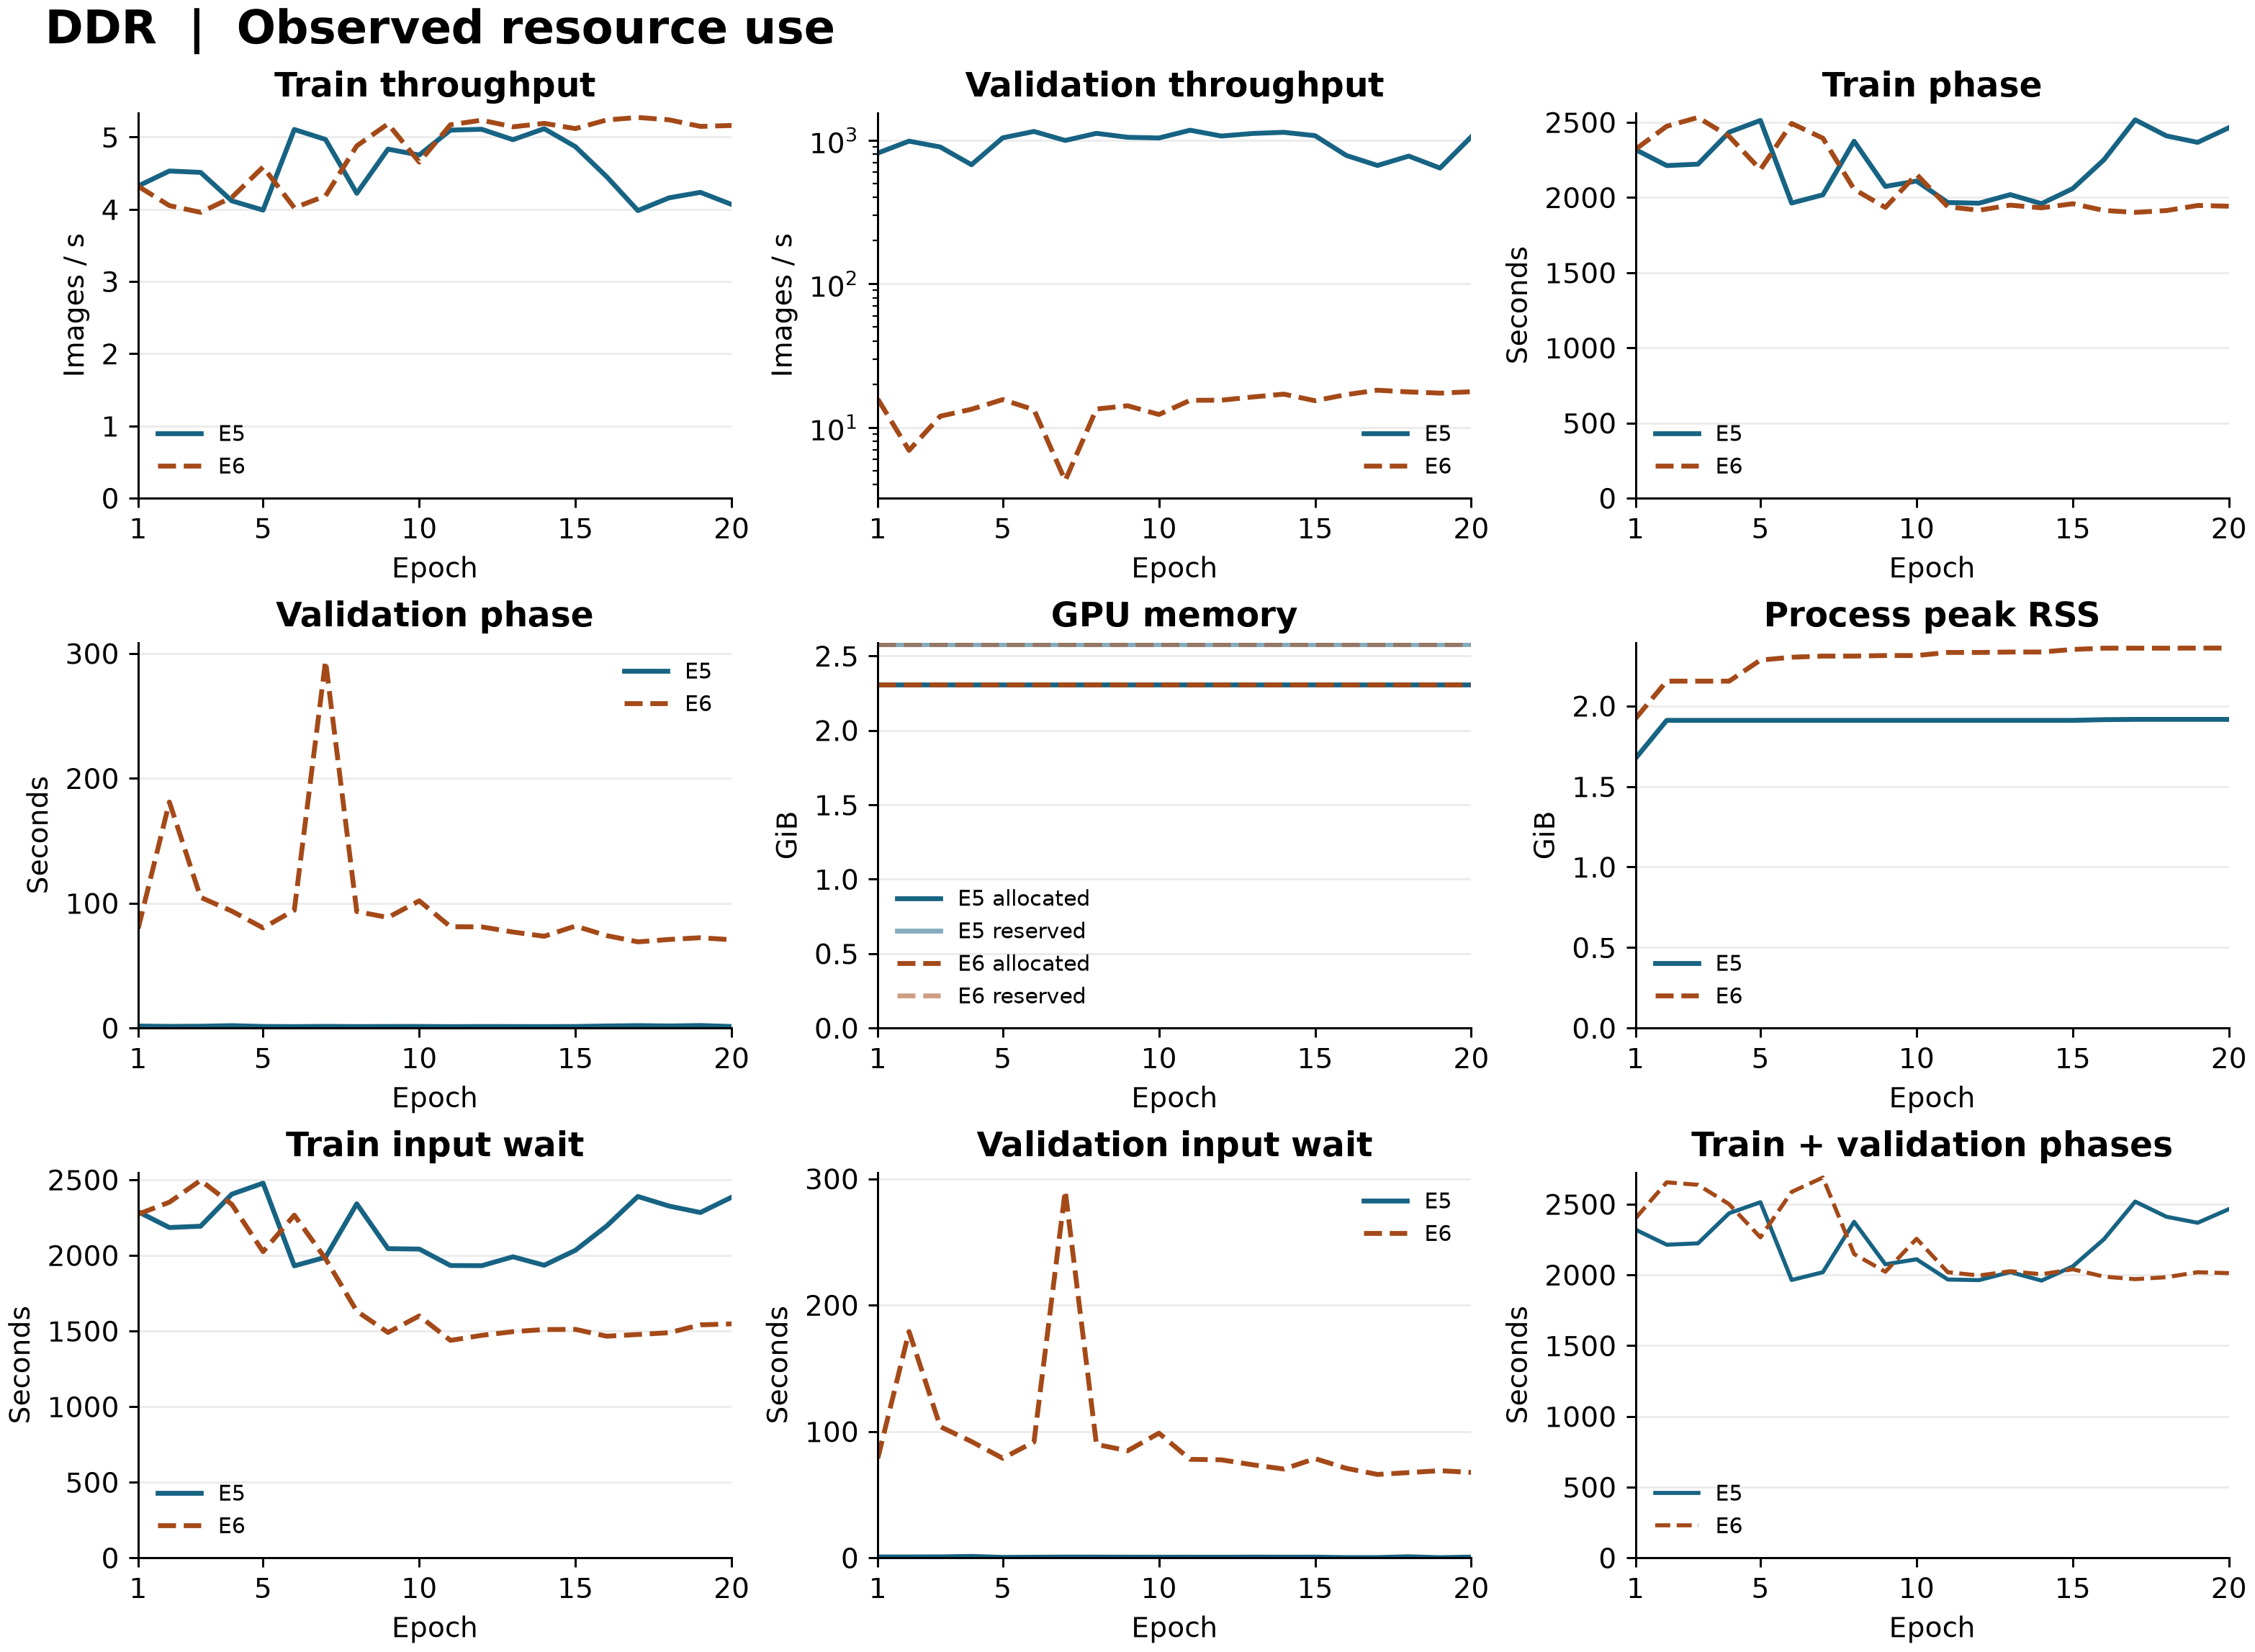 DDR | Observed resource use
Train throughput
Images / s
5
4
3
2
1
0
E5
E6
1
5
10
15
20
Epoch
Validation throughput
Images / s
10³
10²
10¹
E5
E6
1
5
10
15
20
Epoch
Train phase
Seconds
2500
2000
1500
1000
500
0
E5
E6
1
5
10
15
20
Epoch
Validation phase
Seconds
300
200
100
0
E5
E6
1
5
10
15
20
Epoch
GPU memory
GiB
2.5
2.0
1.5
1.0
0.5
0.0
E5 allocated
E5 reserved
E6 allocated
E6 reserved
1
5
10
15
20
Epoch
Process peak RSS
GiB
2.0
1.5
1.0
0.5
0.0
E5
E6
1
5
10
15
20
Epoch
Train input wait
Seconds
2500
2000
1500
1000
500
0
E5
E6
1
5
10
15
20
Epoch
Validation input wait
Seconds
300
200
100
0
E5
E6
1
5
10
15
20
Epoch
Train + validation phases
Seconds
2500
2000
1500
1000
500
0
E5
E6
1
5
10
15
20
Epoch